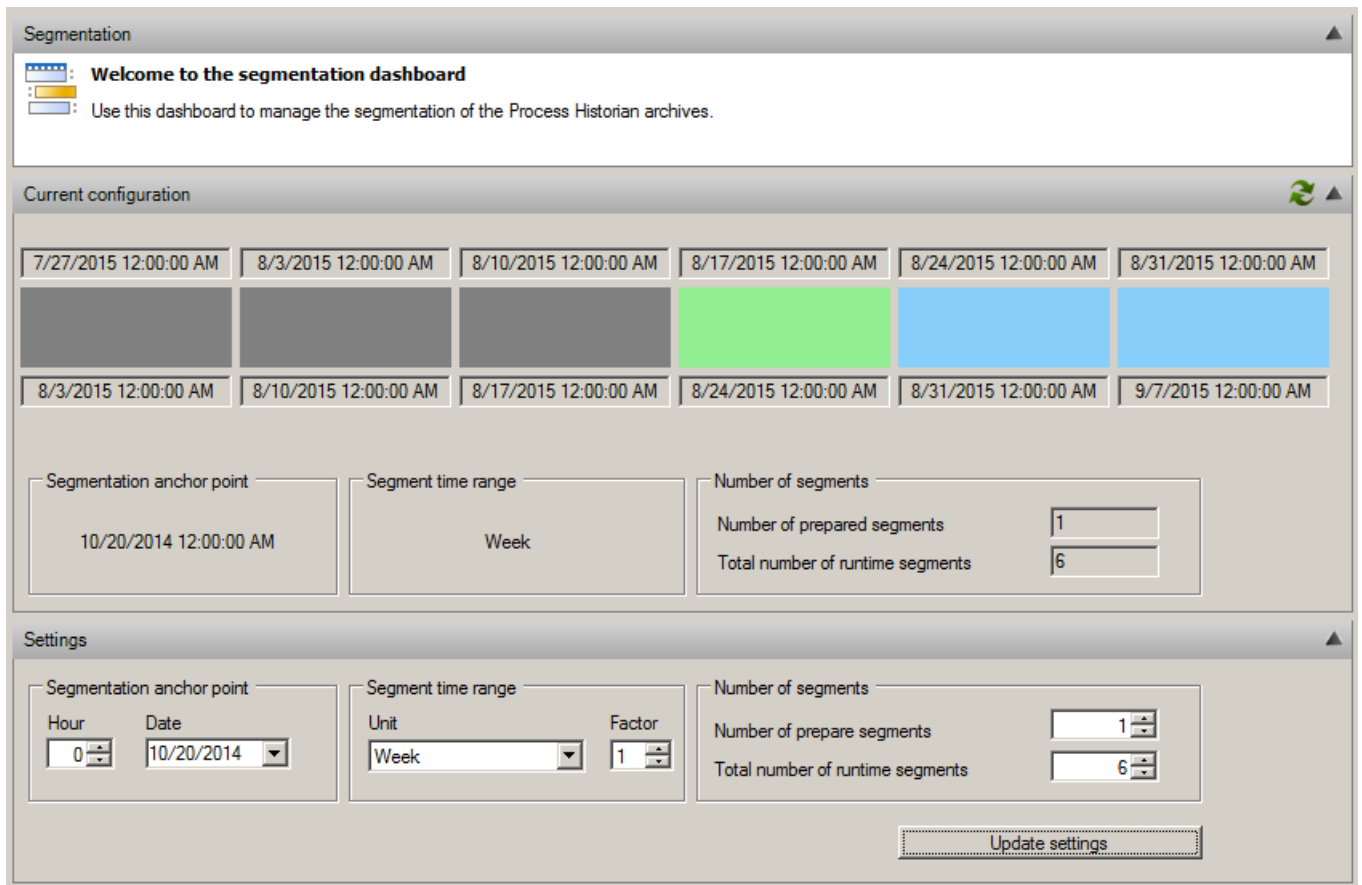 Segmentation
Welcome to the segmentation dashboard
Use this dashboard to manage the segmentation of the Process Historian archives.
Current configuration
7/27/2015 12:00:00 AM 8/3/2015 12:00:00 AM 8/10/2015 12:00:00 AM 8/17/2015 12:00:00 AM 8/24/2015 12:00:00 AM 8/31/2015 12:00:00 AM
8/3/2015 12:00:00 AM 8/10/2015 12:00:00 AM 8/17/2015 12:00:00 AM 8/24/2015 12:00:00 AM 8/31/2015 12:00:00 AM 9/7/2015 12:00:00 AM
Segmentation anchor point Segment time range Number of segments
Number of prepared segments 1
10/20/2014 12:00:00 AM Week
Total number of runtime segments 6
Settings
Segmentation anchor point Segment time range Number of segments
Hour Date Unit Factor
Number of prepare segments 1
0 10/20/2014 Week 1
Total number of runtime segments 6
Update settings